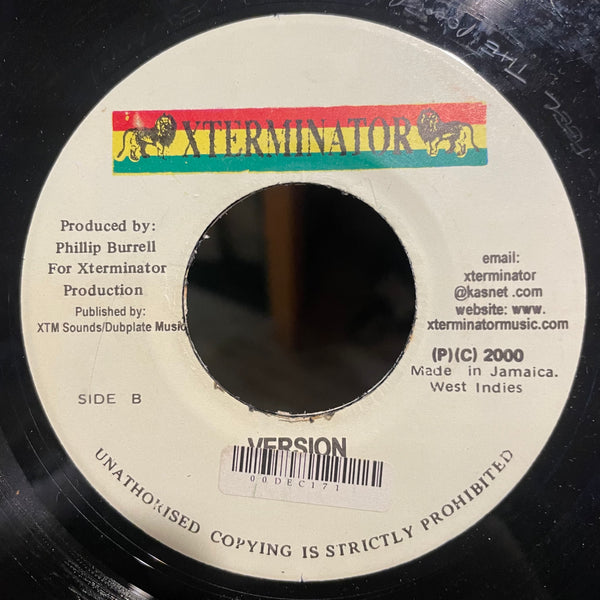 XTERMINATOR
Produced by:
Phillip Burrell
For Xterminator
Production
Published by:
XTM Sounds/Dubplate Music
SIDE B
email:
xterminator
@kasnet.com
website: www.
xterminatormusic.com
(P)(C) 2000
Made in Jamaica.
West Indies
VERSION
00DEC171
UNATHORISED COPYING IS STRICTLY PROHIBITED